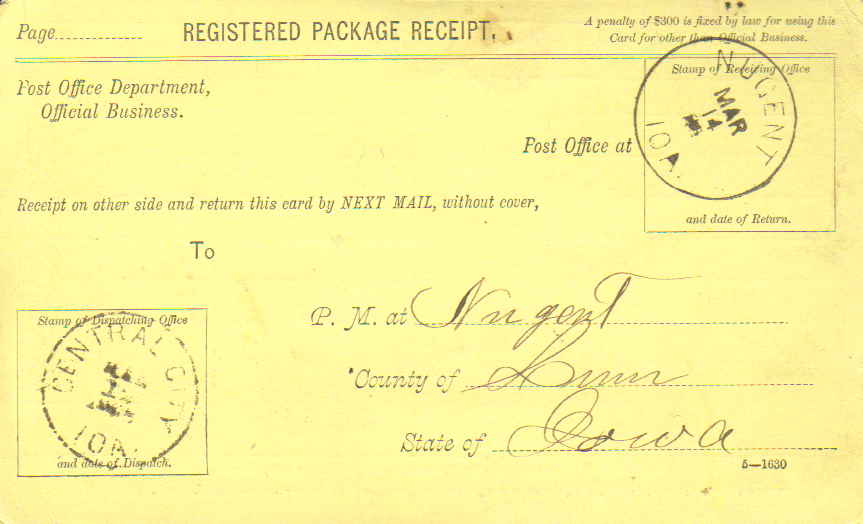 Page
REGISTERED PACKAGE RECEIPT.
A penalty of $300 is fixed by law for using this
Card for other than Official Business.
Post Office Department,
Official Business.
Stamp of Receiving Office
NUGENT
MAR
14
IOA.
Post Office at
and date of Return.
Receipt on other side and return this card by NEXT MAIL, without cover,
To
Stamp of Dispatching Office
CENTRAL CITY
IOA.
and date of Dispatch.
P. M. at Nugent
County of Linn
State of Iowa
5—1630